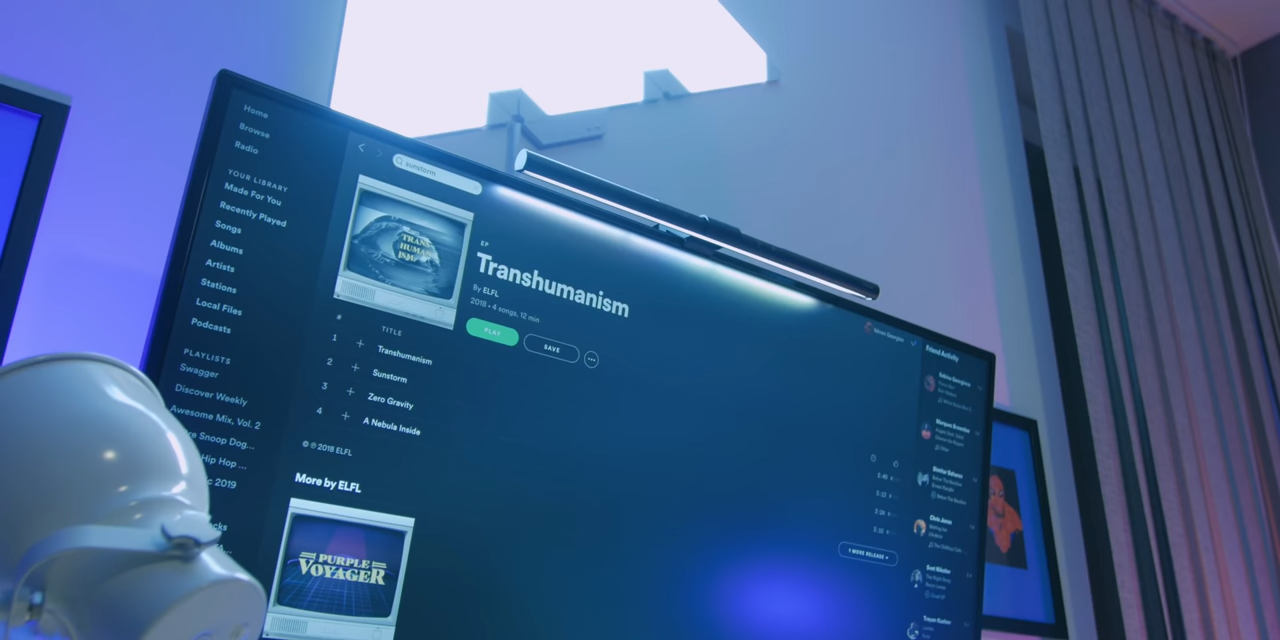 Home
Browse
Radio
YOUR LIBRARY
Made For You
Recently Played
Songs
Albums
Artists
Stations
Local Files
Podcasts
PLAYLISTS
Swagger
Discover Weekly
Awesome Mix, Vol. 2
Snoop Dog...
Hip Hop ...
2019
sunstorm
TRANS
HUMAN
ISM
EP
Transhumanism
By ELFL
2018 • 4 songs, 12 min
PLAY
SAVE
# TITLE
1 + Transhumanism
2 + Sunstorm
3 + Zero Gravity
4 + A Nebula Inside
© ℗ 2018 ELFL
More by ELFL
PURPLE
VOYAGER
1 MORE RELEASE
Friend Activity